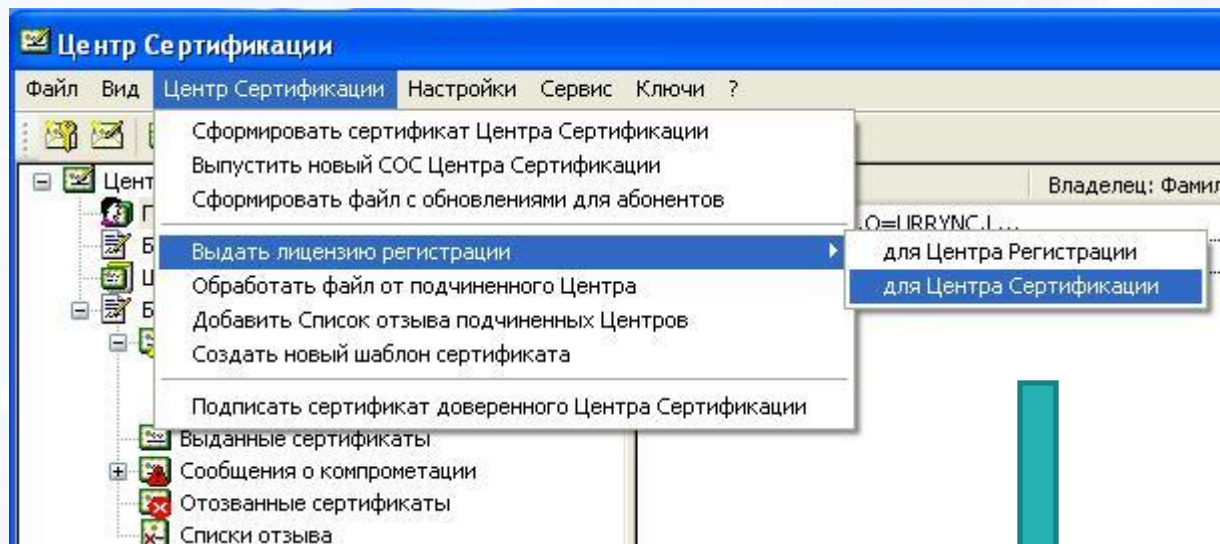 Центр Сертификации
Файл Вид Центр Сертификации Настройки Сервис Ключи ?
Сформировать сертификат Центра Сертификации
Выпустить новый СОС Центра Сертификации
Сформировать файл с обновлениями для абонентов
Выдать лицензию регистрации
Обработать файл от подчиненного Центра
Добавить Список отзыва подчиненных Центров
Создать новый шаблон сертификата
Подписать сертификат доверенного Центра Сертификации
для Центра Регистрации
для Центра Сертификации
Цент
Владелец: Фамил
Выданные сертификаты
Сообщения о компрометации
Отозванные сертификаты
Списки отзыва